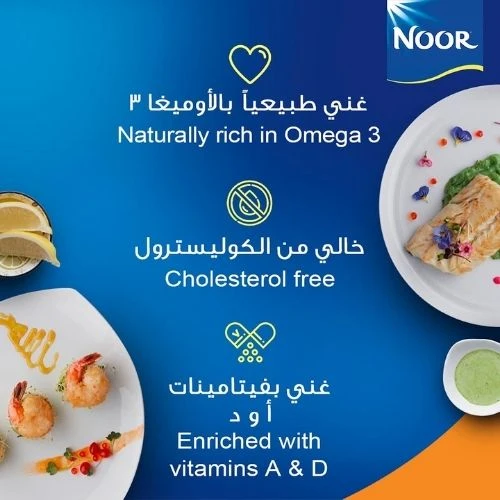 NOOR
غني طبيعياً بالأوميغا ٣
Naturally rich in Omega 3
خالي من الكوليسترول
Cholesterol free
غني بفيتامينات
أ و د
Enriched with
vitamins A & D